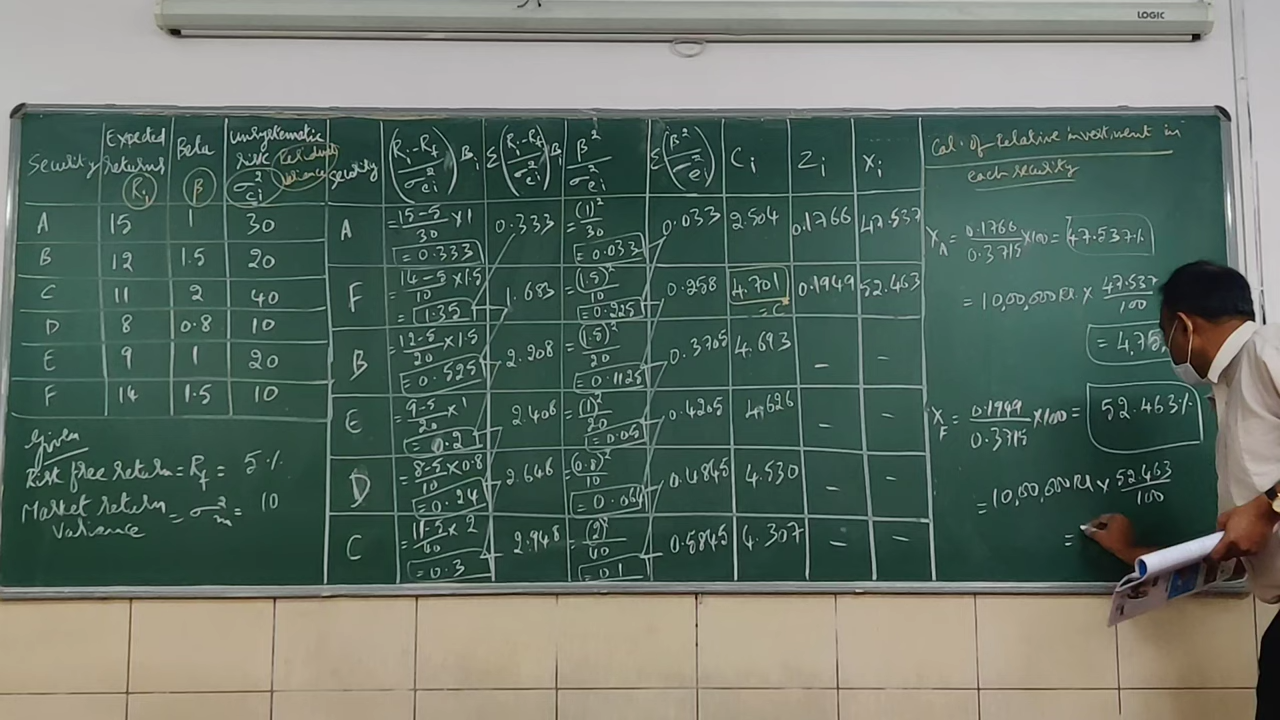 LOGIC
Security Expected returns Ri Beta β Unsystematic risk σ²ei Residual variance
A 15 1 30
B 12 1.5 20
C 11 2 40
D 8 0.8 10
E 9 1 20
F 14 1.5 10
Given
Risk free return = Rf = 5 %
Market return = σ²m = 10
Variance
Security (Ri-Rf/σ²ei) βi Σ(Ri-Rf/σ²ei) βi β²/σ²ei Σ(β²/σ²ei) Ci Zi Xi
A = 15-5/30 × 1 = 0.333 0.333 = (1)²/30 = 0.033 0.033 2.504 0.1766 47.537
F = 14-5/10 × 1.5 = 1.35 1.683 = (1.5)²/10 = 0.225 0.258 4.701 = C 0.1949 52.463
B = 12-5/20 × 1.5 = 0.525 2.208 = (1.5)²/20 = 0.1125 0.3705 4.693 - -
E = 9-5/20 × 1 = 0.2 2.408 = (1)²/20 = 0.05 0.4205 4.626 - -
D = 8-5/10 × 0.8 = 0.24 2.648 = (0.8)²/10 = 0.064 0.4845 4.530 - -
C = 11-5/40 × 2 = 0.3 2.948 = (2)²/40 = 0.1 0.5845 4.307 - -
Cal. of Relative investment in
each security
XA = 0.1766/0.3715 × 100 = 47.537%
= 10,00,000 Rs. × 47.537/100
= 4,75
XF = 0.1949/0.3715 × 100 = 52.463%
= 10,00,000 Rs × 52.463/100
=